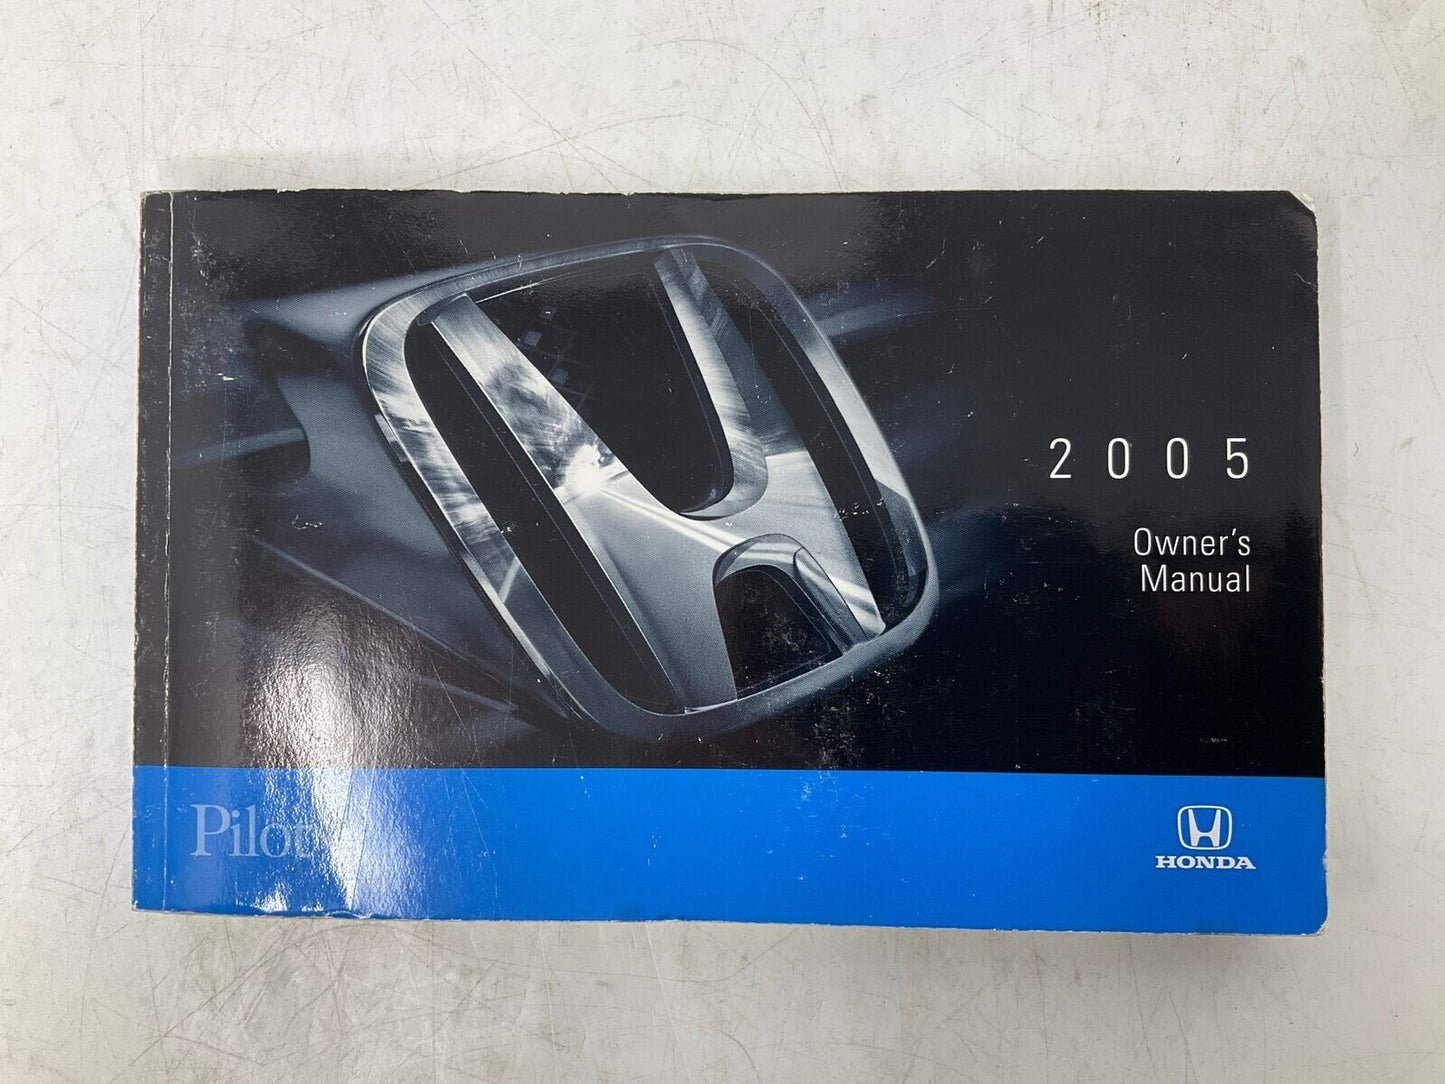 2005
Owner's
Manual
Pilot
HONDA